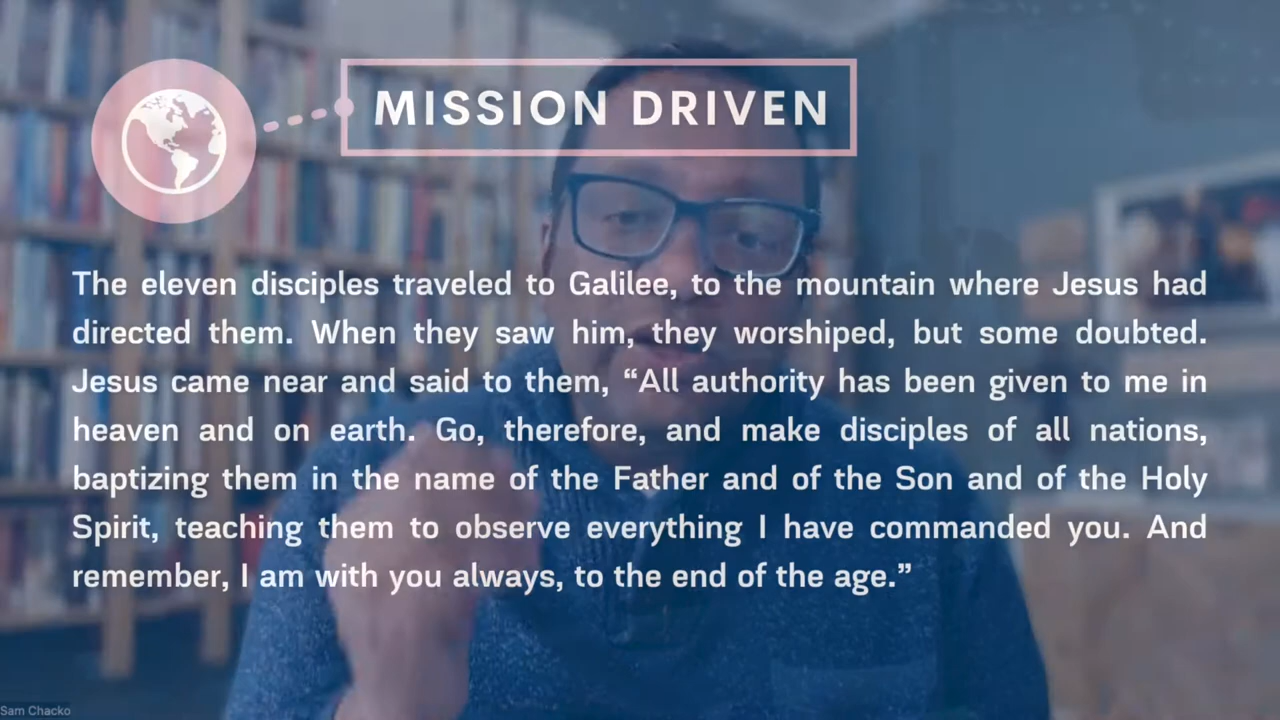 MISSION DRIVEN
The eleven disciples traveled to Galilee, to the mountain where Jesus had
directed them. When they saw him, they worshiped, but some doubted.
Jesus came near and said to them, “All authority has been given to me in
heaven and on earth. Go, therefore, and make disciples of all nations,
baptizing them in the name of the Father and of the Son and of the Holy
Spirit, teaching them to observe everything I have commanded you. And
remember, I am with you always, to the end of the age.”
Sam Chacko